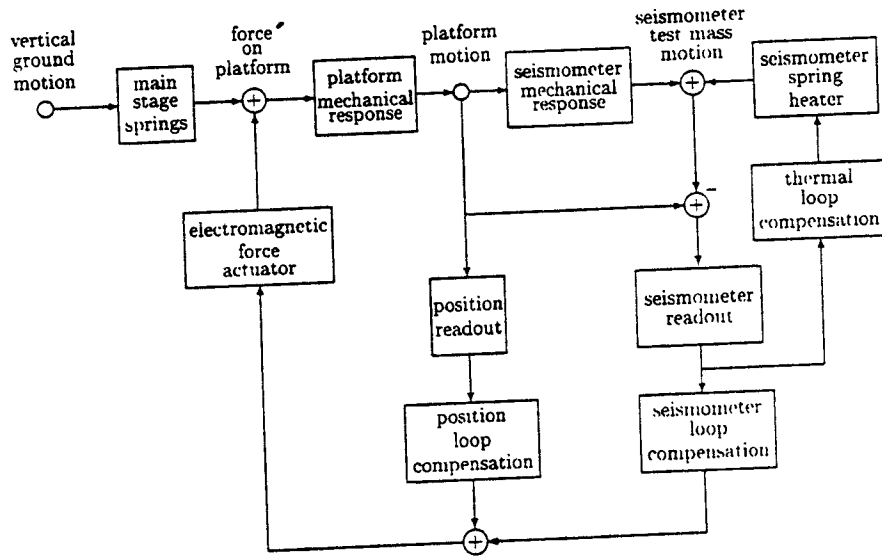 vertical
ground
motion
main
stage
springs
force
on
platform
+
platform
mechanical
response
platform
motion
seismometer
mechanical
response
seismometer
test mass
motion
+
seismometer
spring
heater
thermal
loop
compensation
-
+
electromagnetic
force
actuator
position
readout
seismometer
readout
position
loop
compensation
seismometer
loop
compensation
+